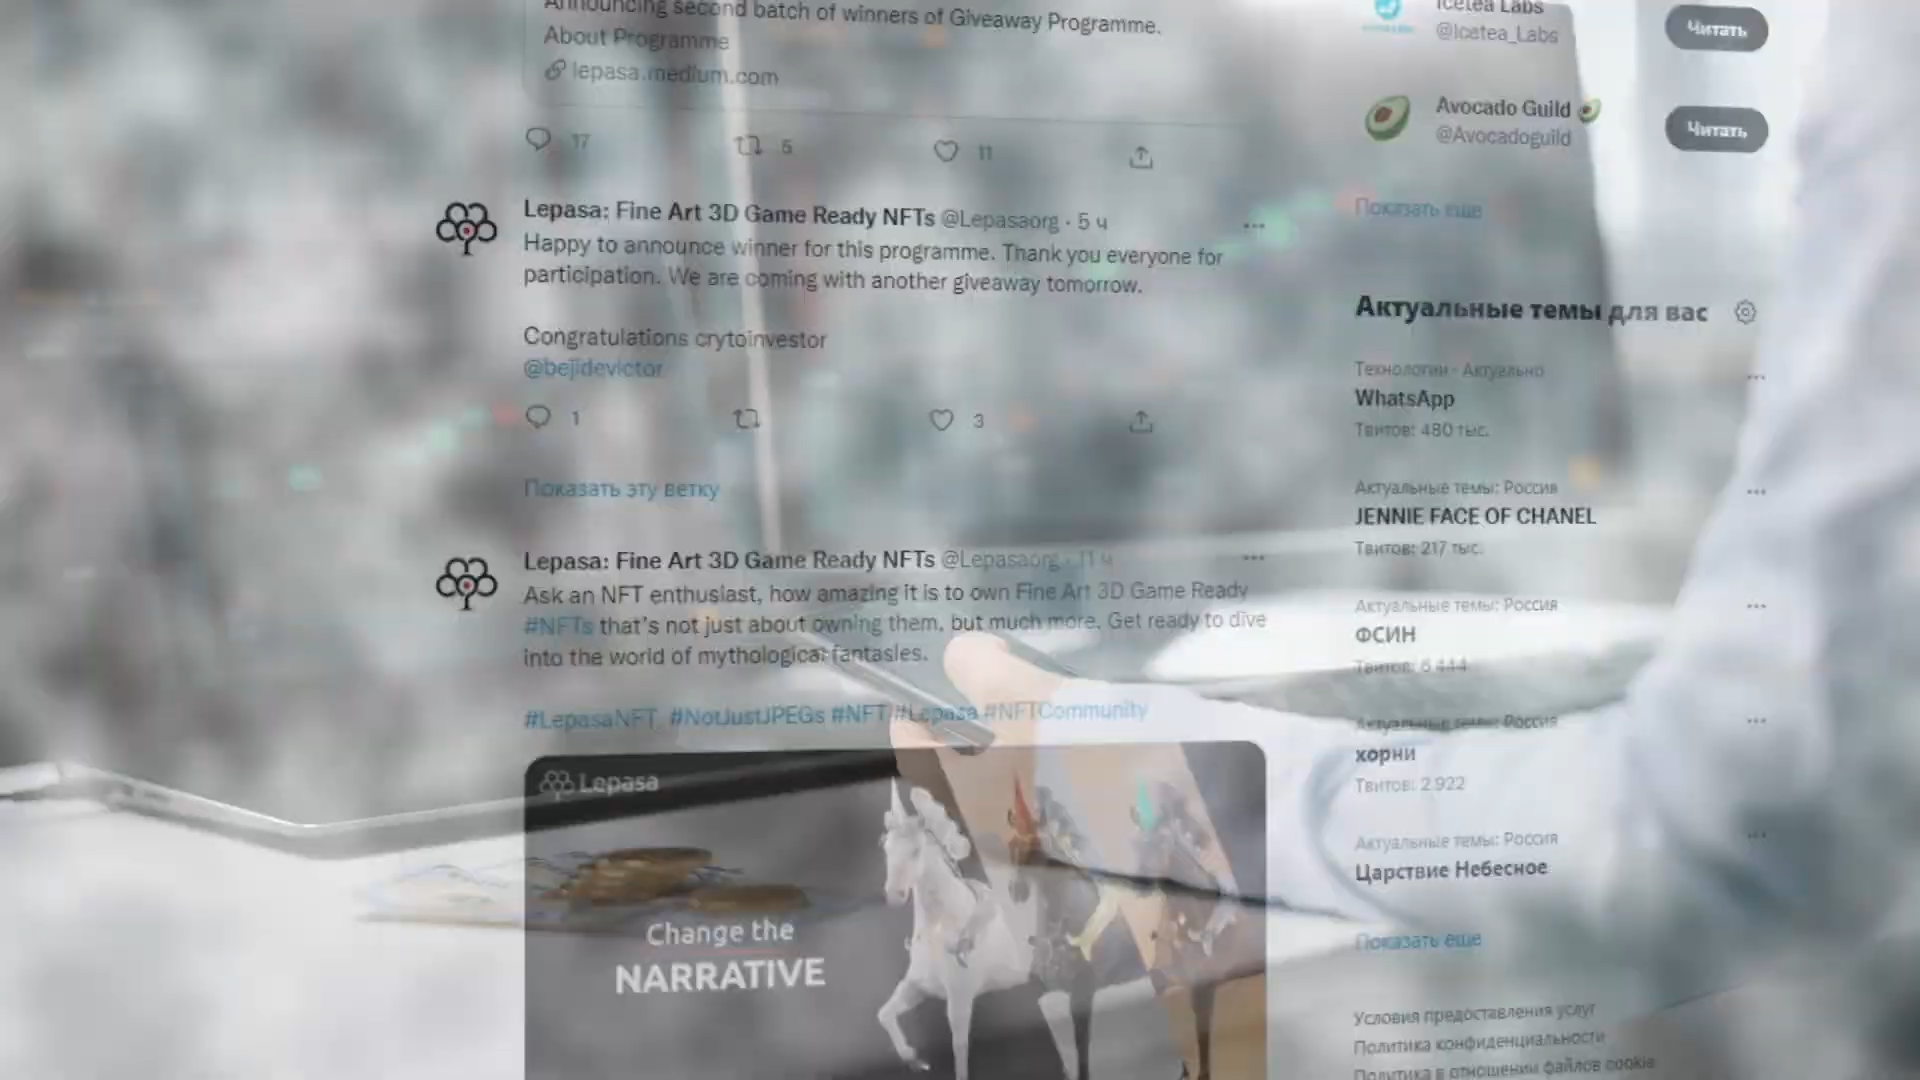 Announcing second batch of winners of Giveaway Programme.
About Programme
lepasa.medium.com
17 5 11
Lepasa: Fine Art 3D Game Ready NFTs @Lepasaorg · 5 ч
Happy to announce winner for this programme. Thank you everyone for
participation. We are coming with another giveaway tomorrow.
Congratulations crytoinvestor
@bejidevictor
1 3
Показать эту ветку
Lepasa: Fine Art 3D Game Ready NFTs @Lepasaorg · 11 ч
Ask an NFT enthusiast, how amazing it is to own Fine Art 3D Game Ready
#NFTs that's not just about owning them, but much more. Get ready to dive
into the world of mythological fantasies.
#LepasaNFT #NotJustJPEGs #NFT #Lepasa #NFTCommunity
Lepasa
Change the
NARRATIVE
Icetea Labs
@Icetea_Labs
Читать
Avocado Guild
@Avocadoguild
Читать
Показать еще
Актуальные темы для вас
Технологии · Актуально
WhatsApp
Твитов: 480 тыс.
Актуальные темы: Россия
JENNIE FACE OF CHANEL
Твитов: 217 тыс.
Актуальные темы: Россия
ФСИН
Твитов: 6 444
Актуальные темы: Россия
хорни
Твитов: 2 922
Актуальные темы: Россия
Царствие Небесное
Показать еще
Условия предоставления услуг
Политика конфиденциальности
Политика в отношении файлов cookie